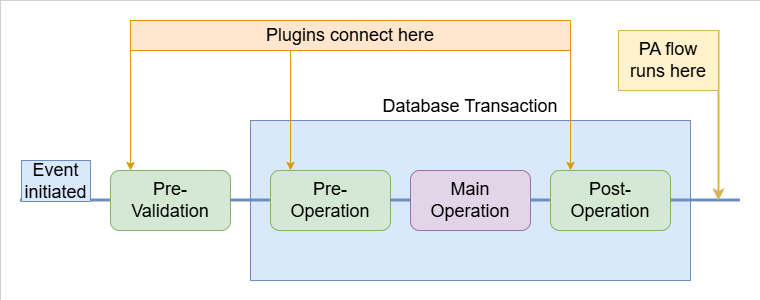 Plugins connect here
PA flow
runs here
Database Transaction
Event
initiated
Pre-
Validation
Pre-
Operation
Main
Operation
Post-
Operation